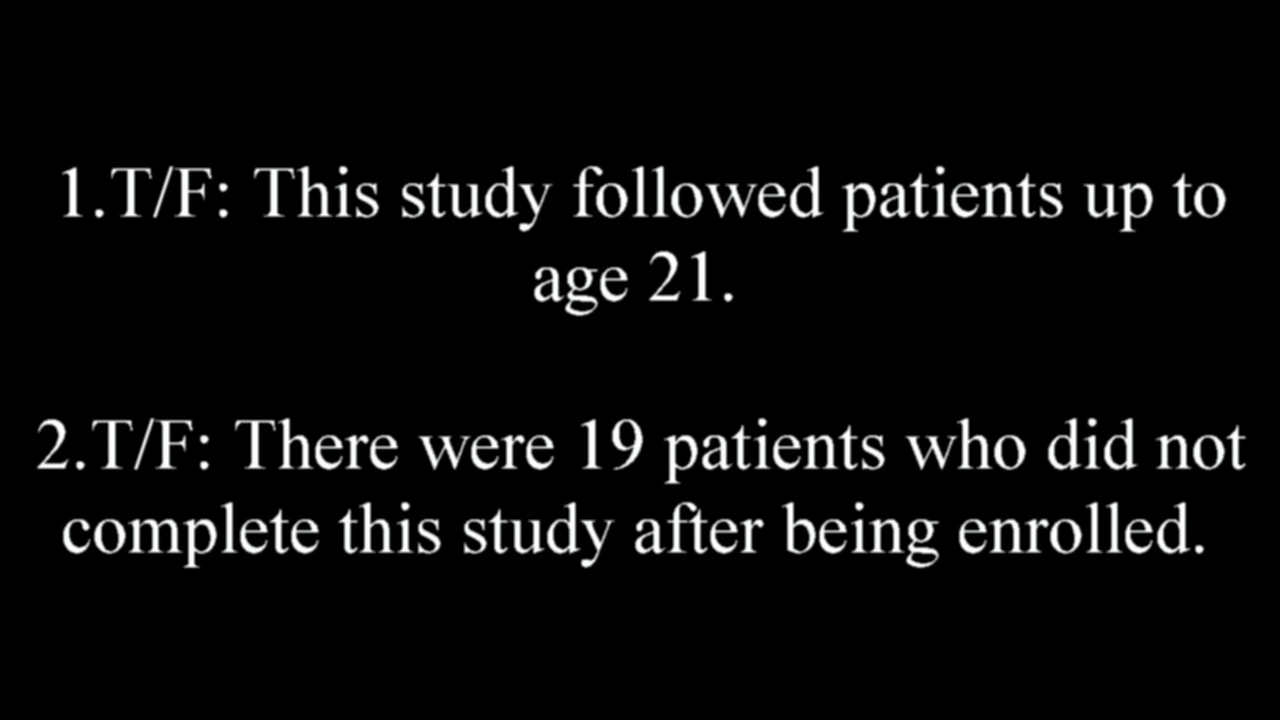 1.T/F: This study followed patients up to
age 21.
2.T/F: There were 19 patients who did not
complete this study after being enrolled.